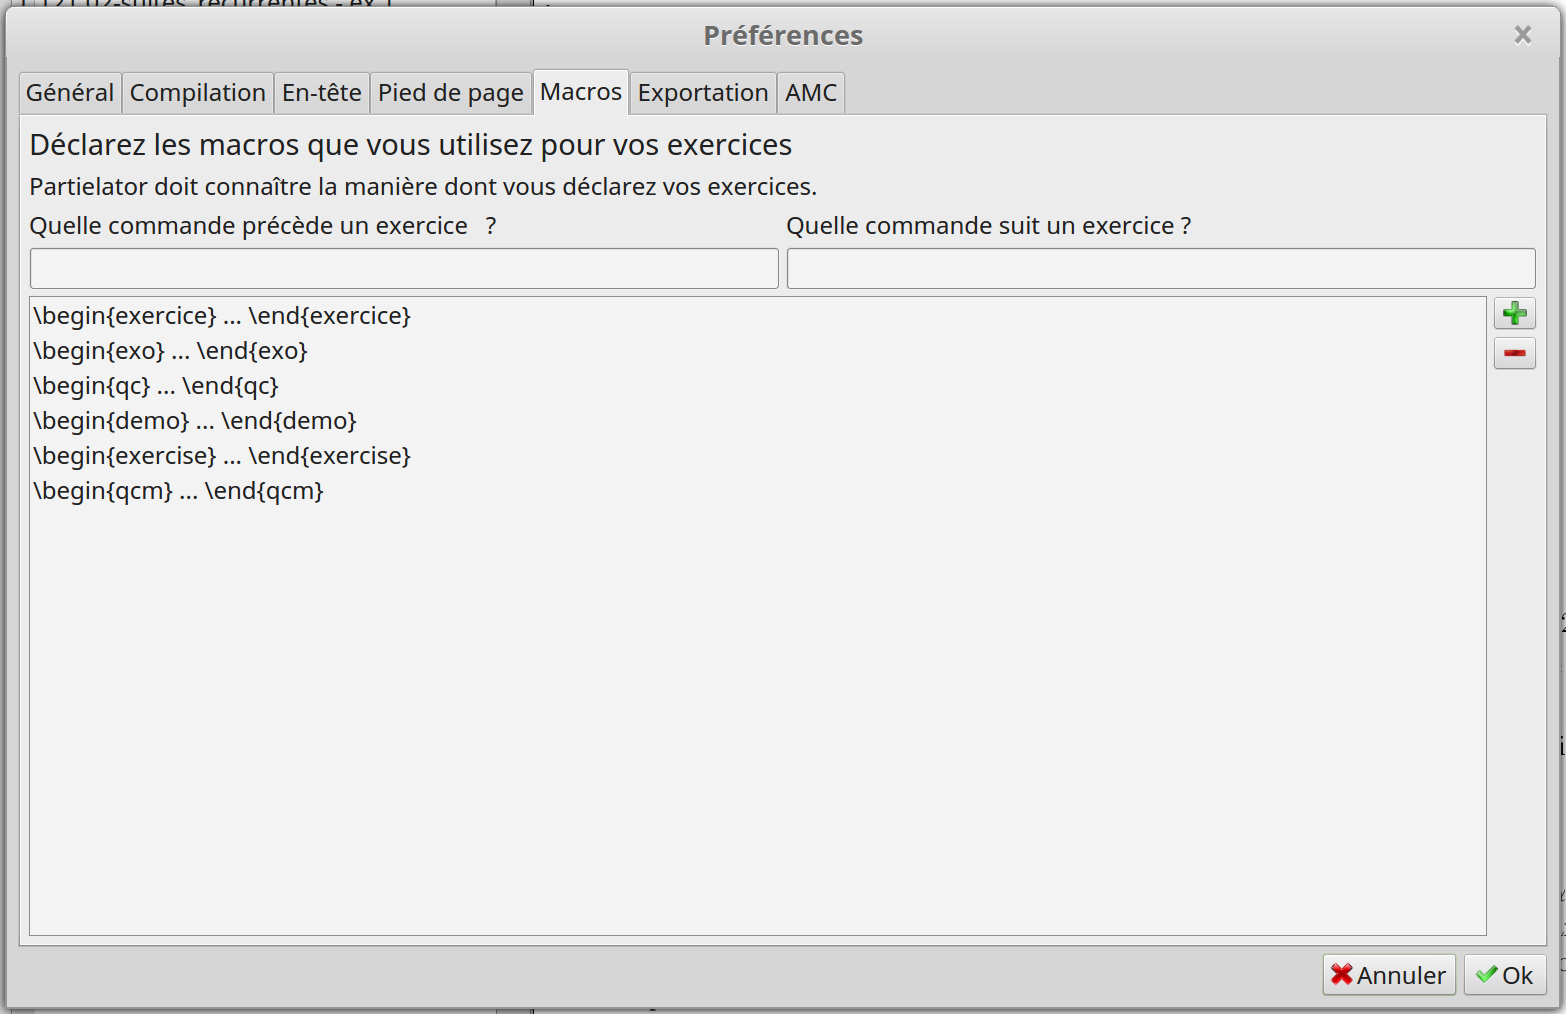 Préférences
Général Compilation En-tête Pied de page Macros Exportation AMC
Déclarez les macros que vous utilisez pour vos exercices
Partielator doit connaître la manière dont vous déclarez vos exercices.
Quelle commande précède un exercice ? Quelle commande suit un exercice ?
\begin{exercice} ... \end{exercice}
\begin{exo} ... \end{exo}
\begin{qc} ... \end{qc}
\begin{demo} ... \end{demo}
\begin{exercise} ... \end{exercise}
\begin{qcm} ... \end{qcm}
Annuler Ok